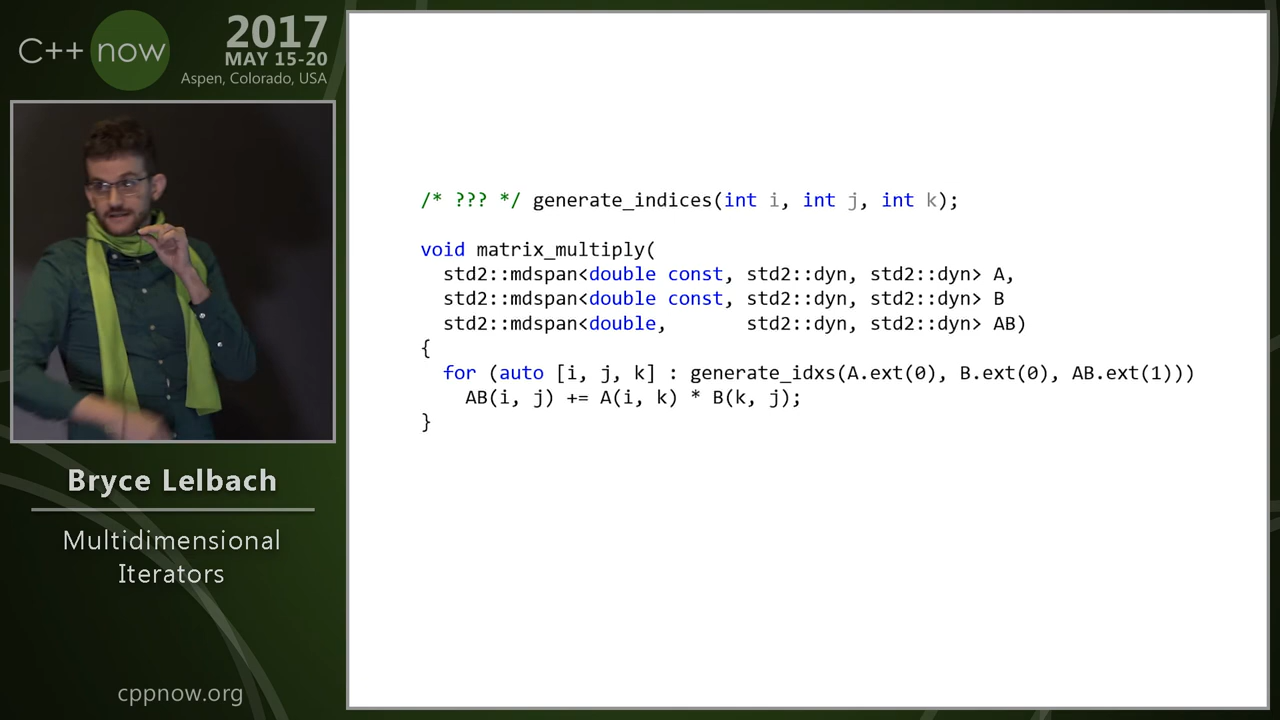 C++ now
2017
MAY 15-20
Aspen, Colorado, USA
/* ??? */ generate_indices(int i, int j, int k);
void matrix_multiply(
std2::mdspan<double const, std2::dyn, std2::dyn> A,
std2::mdspan<double const, std2::dyn, std2::dyn> B
std2::mdspan<double,       std2::dyn, std2::dyn> AB)
{
for (auto [i, j, k] : generate_idxs(A.ext(0), B.ext(0), AB.ext(1)))
AB(i, j) += A(i, k) * B(k, j);
}
Bryce Lelbach
Multidimensional
Iterators
cppnow.org